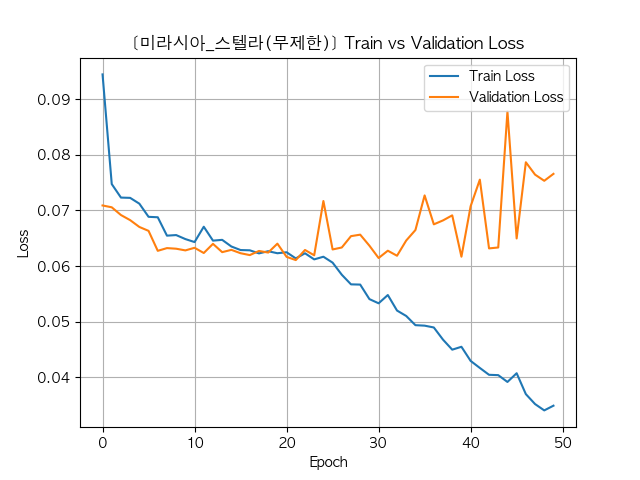 [미라시아_스텔라(무제한)] Train vs Validation Loss
Train Loss
Validation Loss
Loss
0.09
0.08
0.07
0.06
0.05
0.04
0
10
20
30
40
50
Epoch